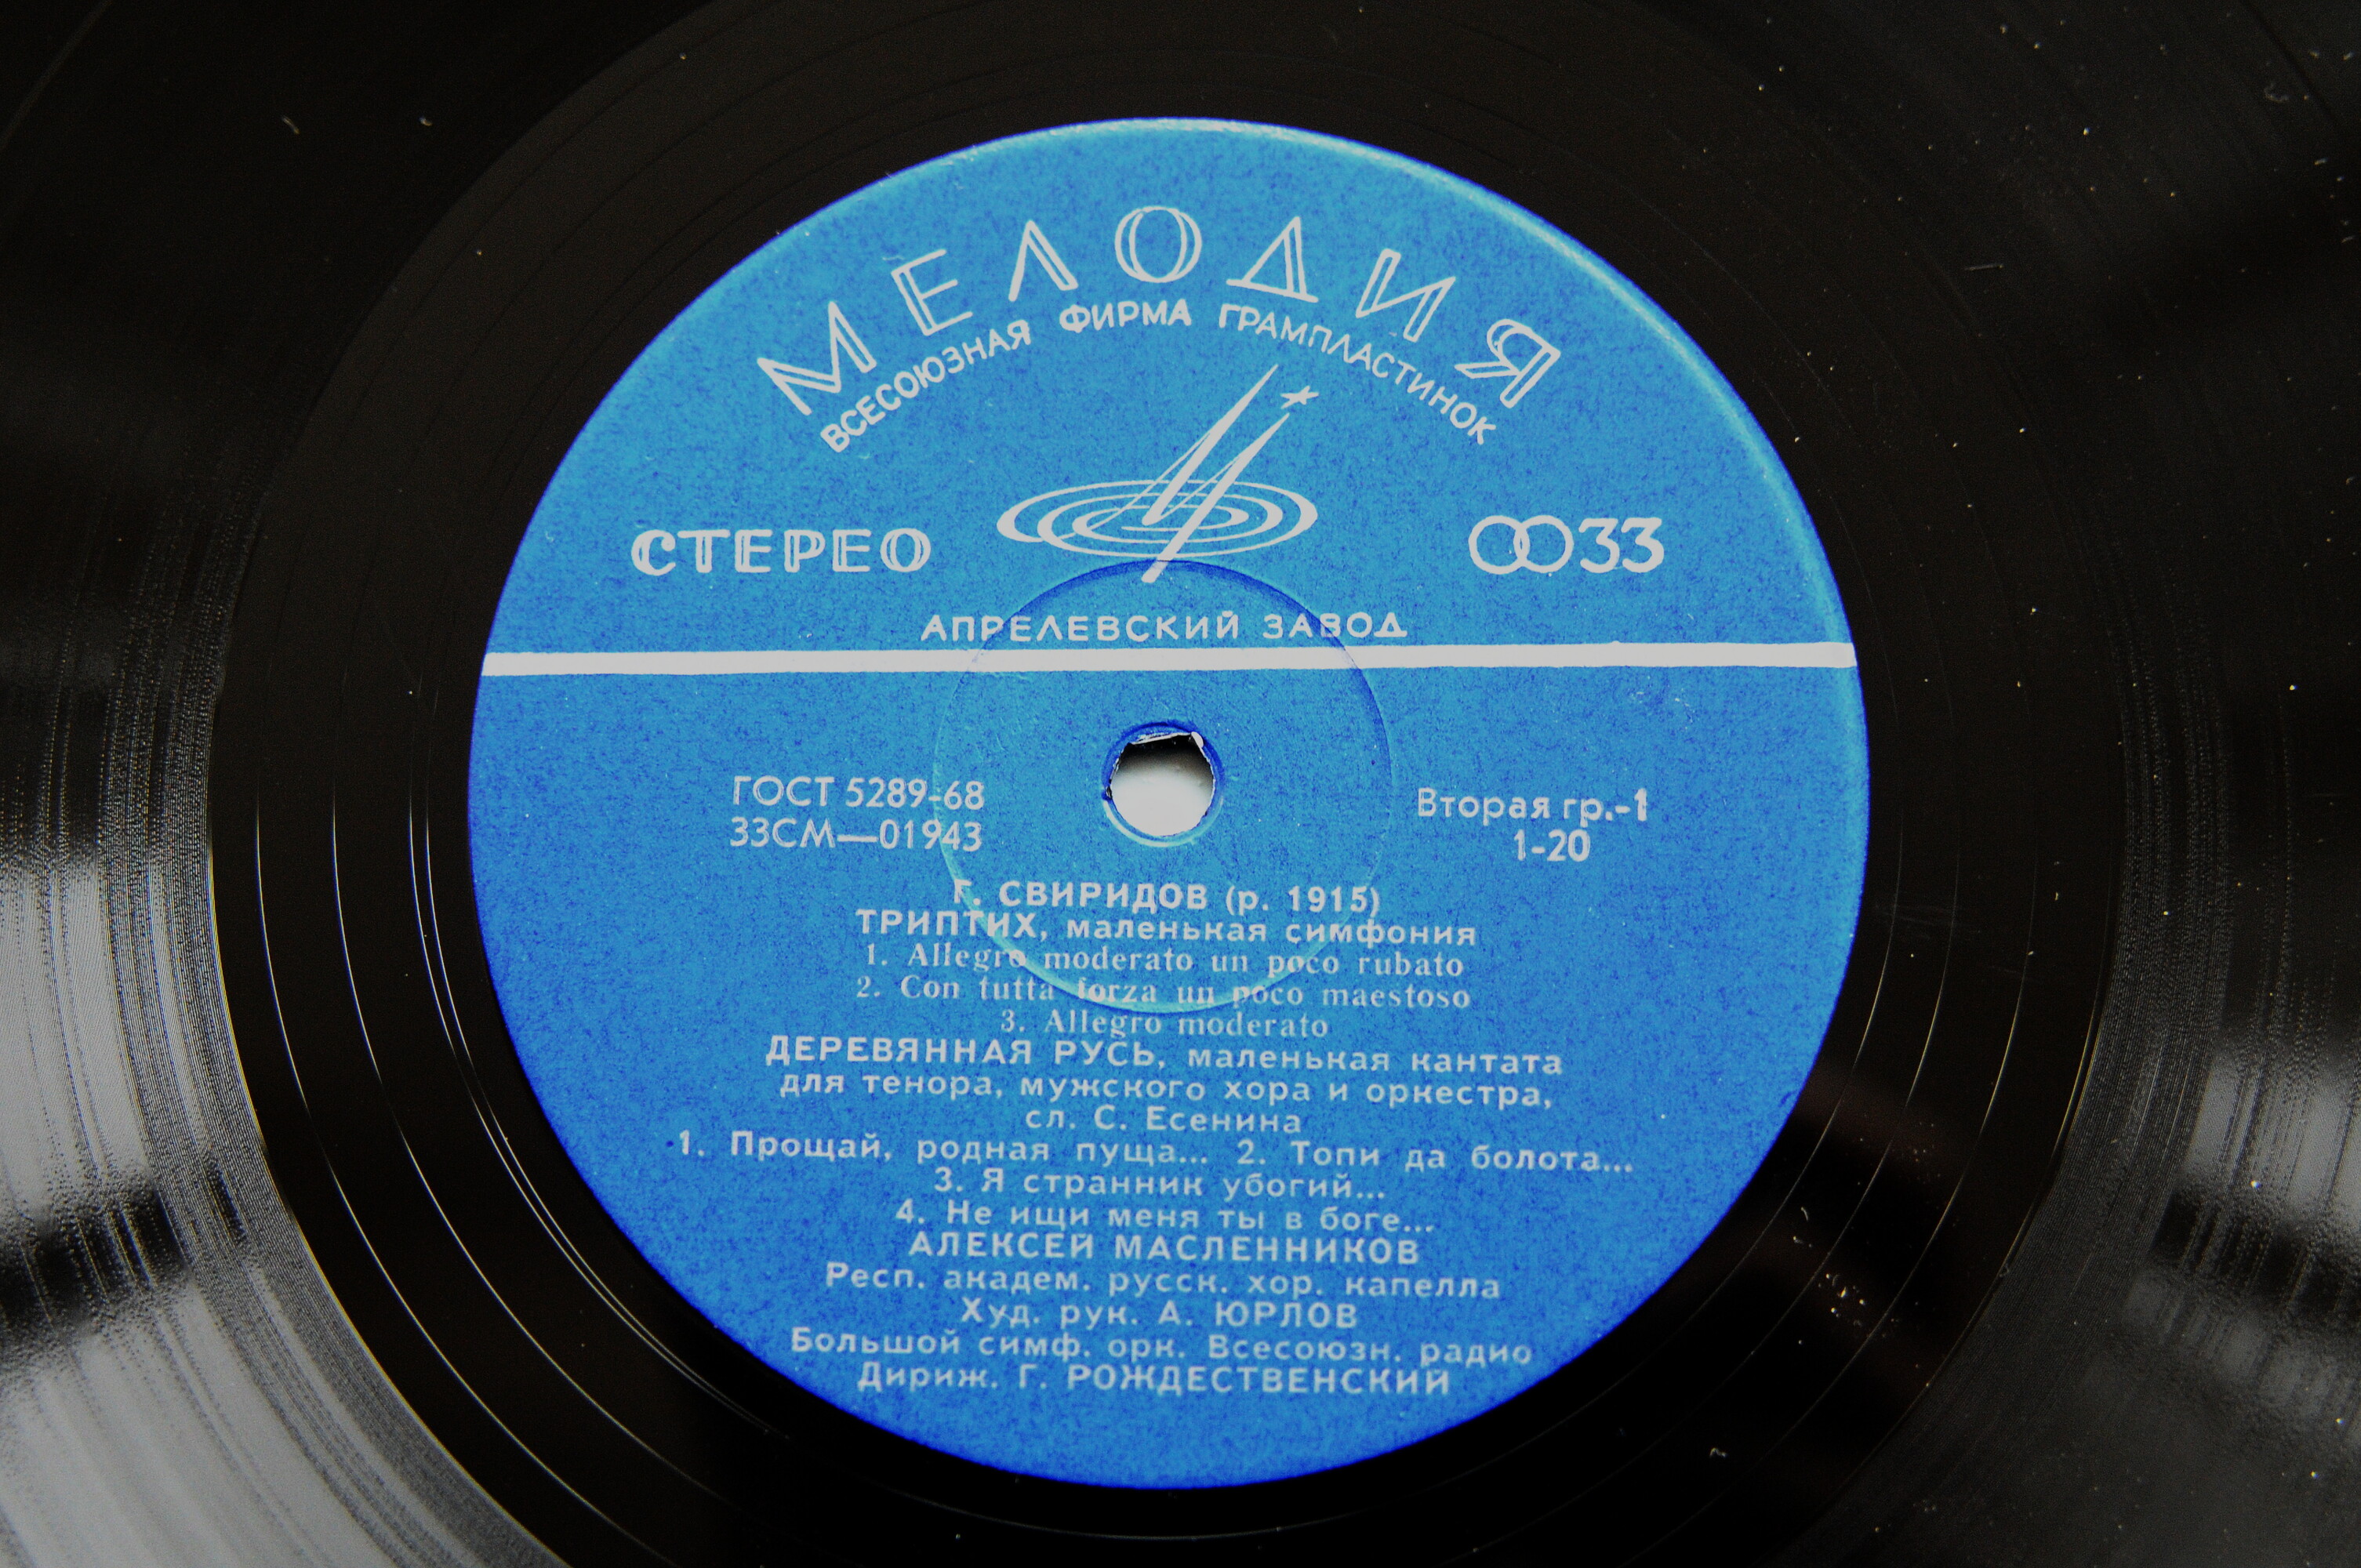 МЕЛОДИЯ
ВСЕСОЮЗНАЯ ФИРМА ГРАМПЛАСТИНОК
СТЕРЕО
33
АПРЕЛЕВСКИЙ ЗАВОД
ГОСТ 5289-68
33СМ—01943
Вторая гр.-1
1-20
Г. СВИРИДОВ (р. 1915)
ТРИПТИХ, маленькая симфония
1. Allegro moderato un poco rubato
2. Con tutta forza un poco maestoso
3. Allegro moderato
ДЕРЕВЯННАЯ РУСЬ, маленькая кантата
для тенора, мужского хора и оркестра,
сл. С. Есенина
1. Прощай, родная пуща... 2. Топи да болота...
3. Я странник убогий...
4. Не ищи меня ты в боге...
АЛЕКСЕЙ МАСЛЕННИКОВ
Респ. академ. русск. хор. капелла
Худ. рук. А. ЮРЛОВ
Большой симф. орк. Всесоюзн. радио
Дириж. Г. РОЖДЕСТВЕНСКИЙ